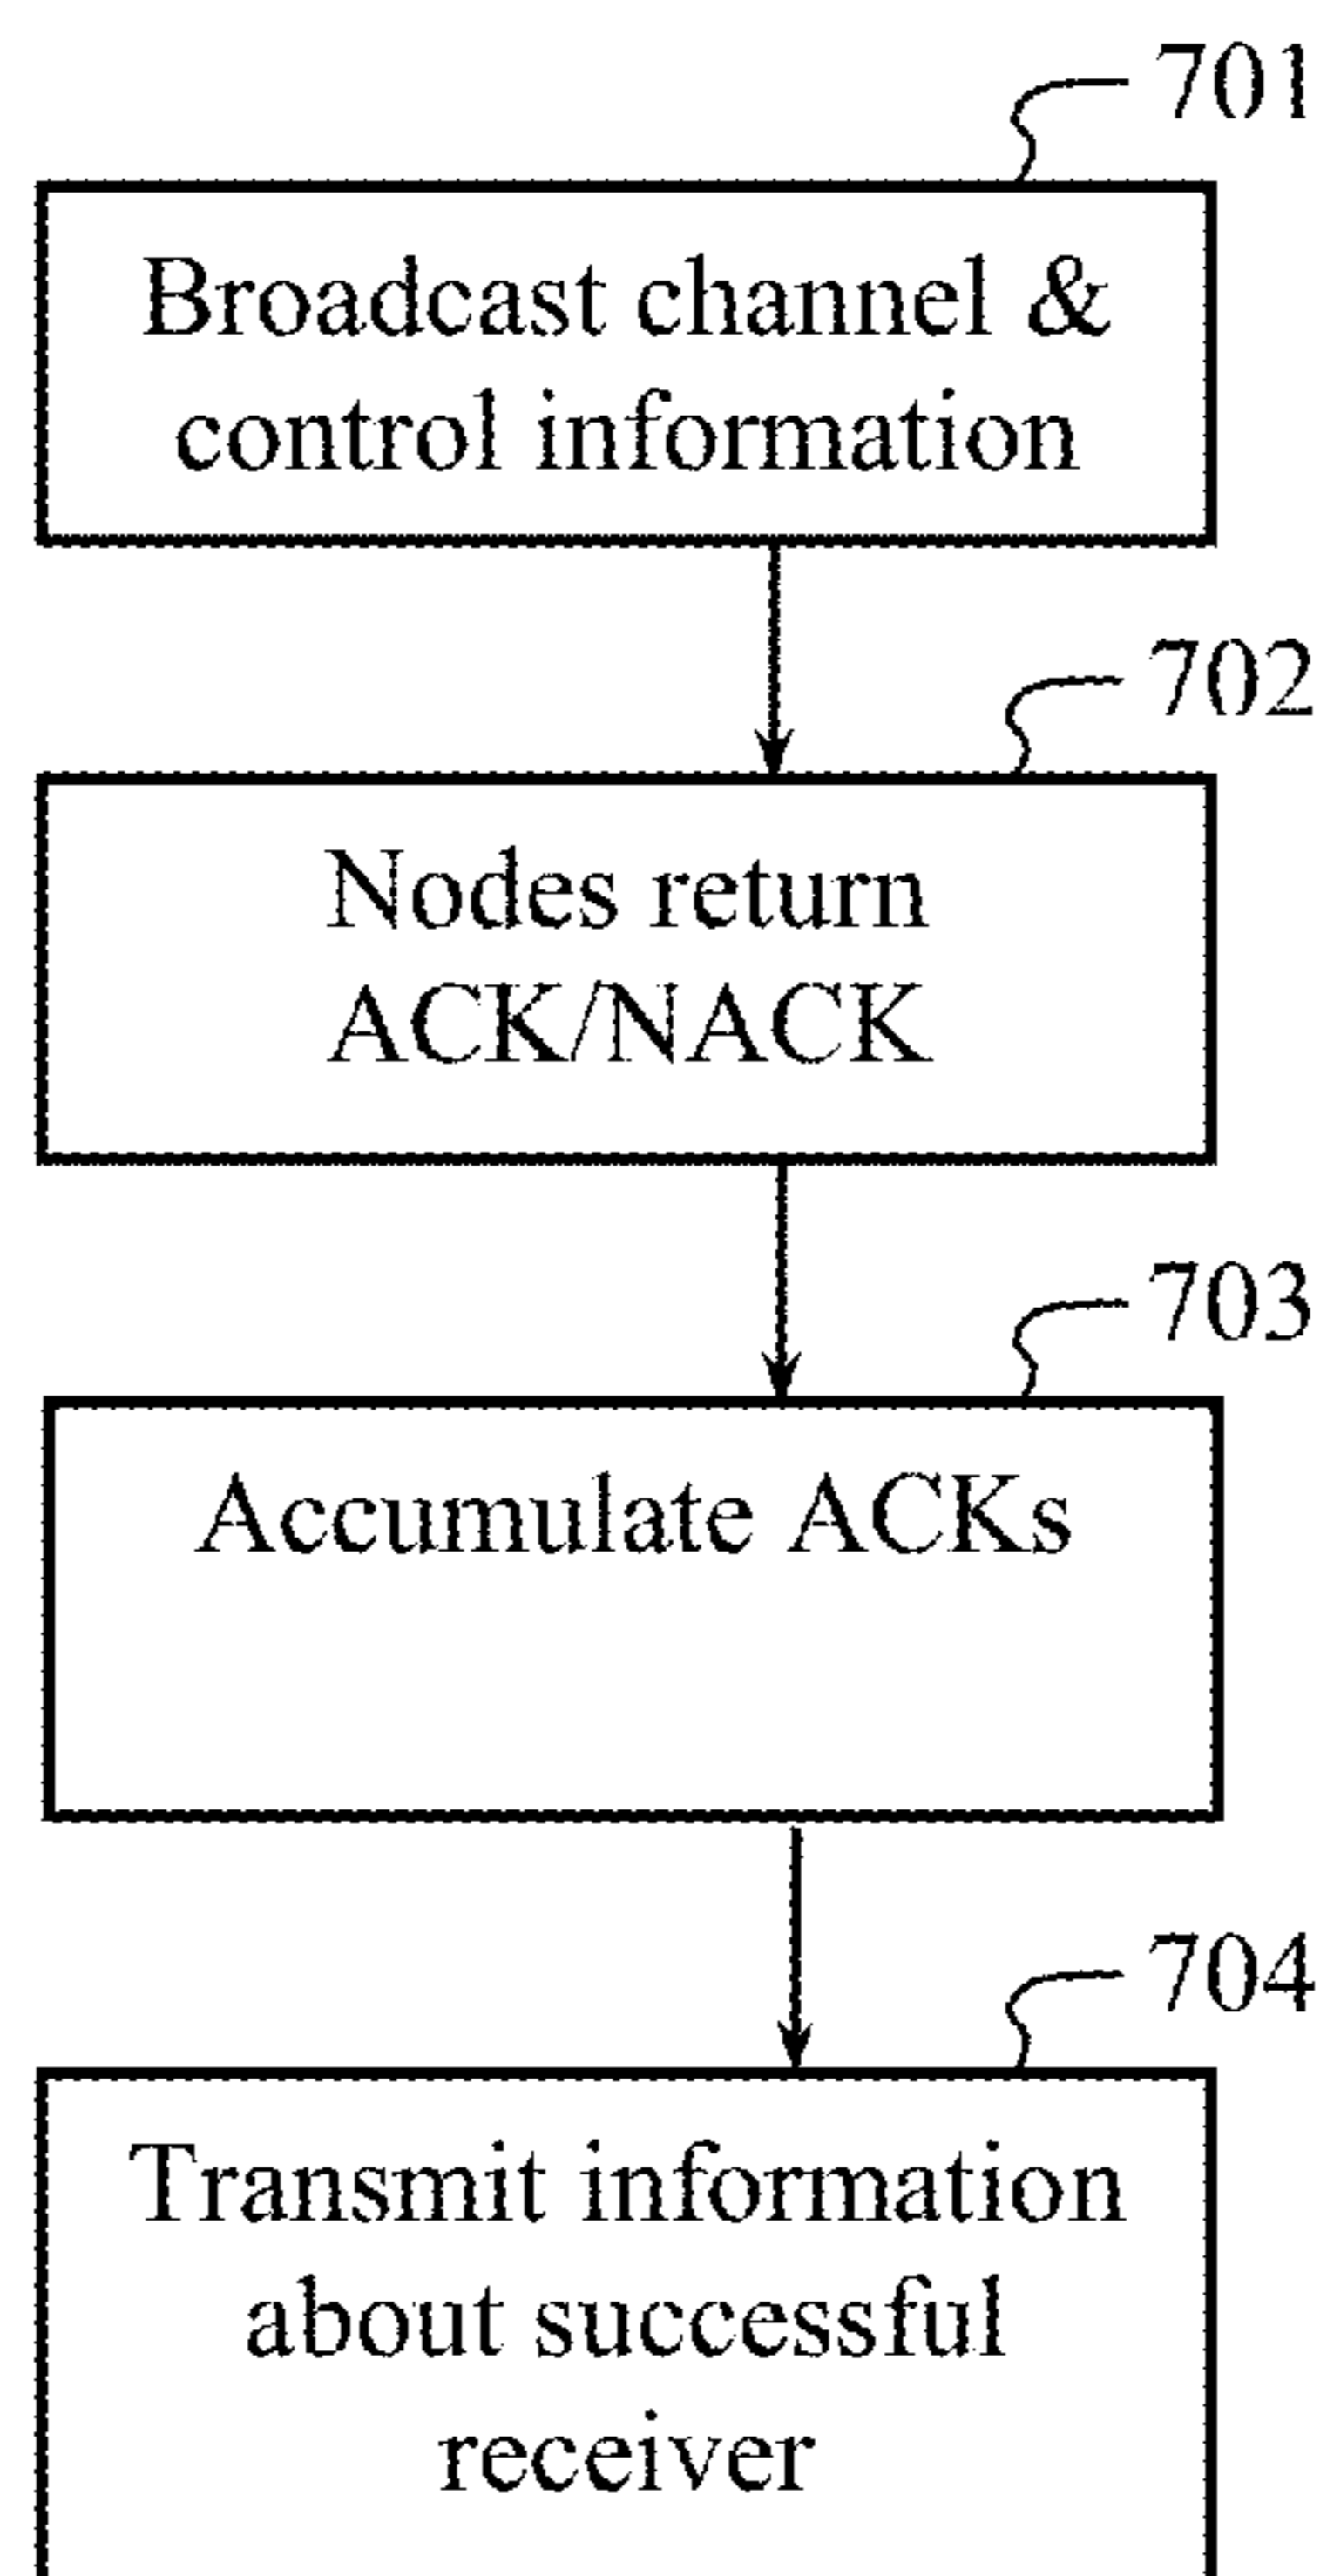 701
Broadcast channel &
control information
702
Nodes return
ACK/NACK
703
Accumulate ACKs
704
Transmit information
about successful
receiver